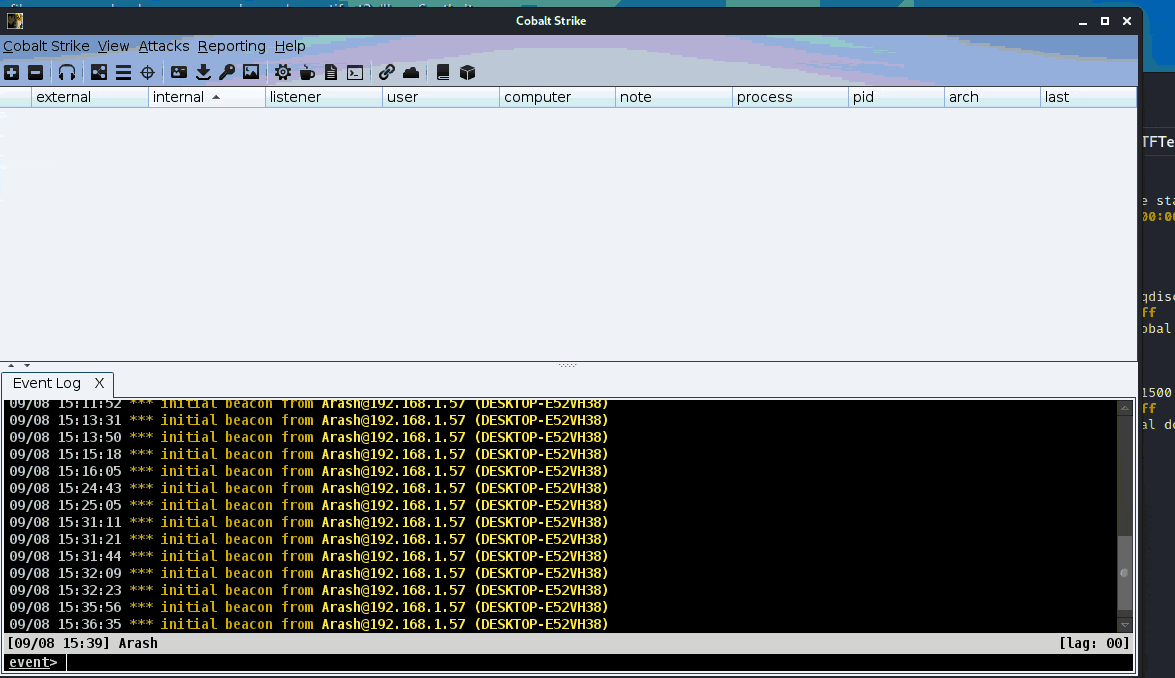 Cobalt Strike
Cobalt Strike View Attacks Reporting Help
external internal listener user computer note process pid arch last
TFTe
e sta
00:00
qdisc
ff
obal
1500
ff
al de
Event Log X
09/08 15:11:52 *** initial beacon from Arash@192.168.1.57 (DESKTOP-E52VH38)
09/08 15:13:31 *** initial beacon from Arash@192.168.1.57 (DESKTOP-E52VH38)
09/08 15:13:50 *** initial beacon from Arash@192.168.1.57 (DESKTOP-E52VH38)
09/08 15:15:18 *** initial beacon from Arash@192.168.1.57 (DESKTOP-E52VH38)
09/08 15:16:05 *** initial beacon from Arash@192.168.1.57 (DESKTOP-E52VH38)
09/08 15:24:43 *** initial beacon from Arash@192.168.1.57 (DESKTOP-E52VH38)
09/08 15:25:05 *** initial beacon from Arash@192.168.1.57 (DESKTOP-E52VH38)
09/08 15:31:11 *** initial beacon from Arash@192.168.1.57 (DESKTOP-E52VH38)
09/08 15:31:21 *** initial beacon from Arash@192.168.1.57 (DESKTOP-E52VH38)
09/08 15:31:44 *** initial beacon from Arash@192.168.1.57 (DESKTOP-E52VH38)
09/08 15:32:09 *** initial beacon from Arash@192.168.1.57 (DESKTOP-E52VH38)
09/08 15:32:23 *** initial beacon from Arash@192.168.1.57 (DESKTOP-E52VH38)
09/08 15:35:56 *** initial beacon from Arash@192.168.1.57 (DESKTOP-E52VH38)
09/08 15:36:35 *** initial beacon from Arash@192.168.1.57 (DESKTOP-E52VH38)
[09/08 15:39] Arash [lag: 00]
event>